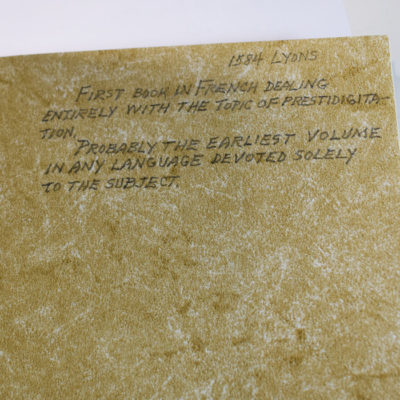 1584 LYONS
FIRST BOOK IN FRENCH DEALING
ENTIRELY WITH THE TOPIC OF PRESTIDIGITA-
TION.
PROBABLY THE EARLIEST VOLUME
IN ANY LANGUAGE DEVOTED SOLELY
TO THE SUBJECT.